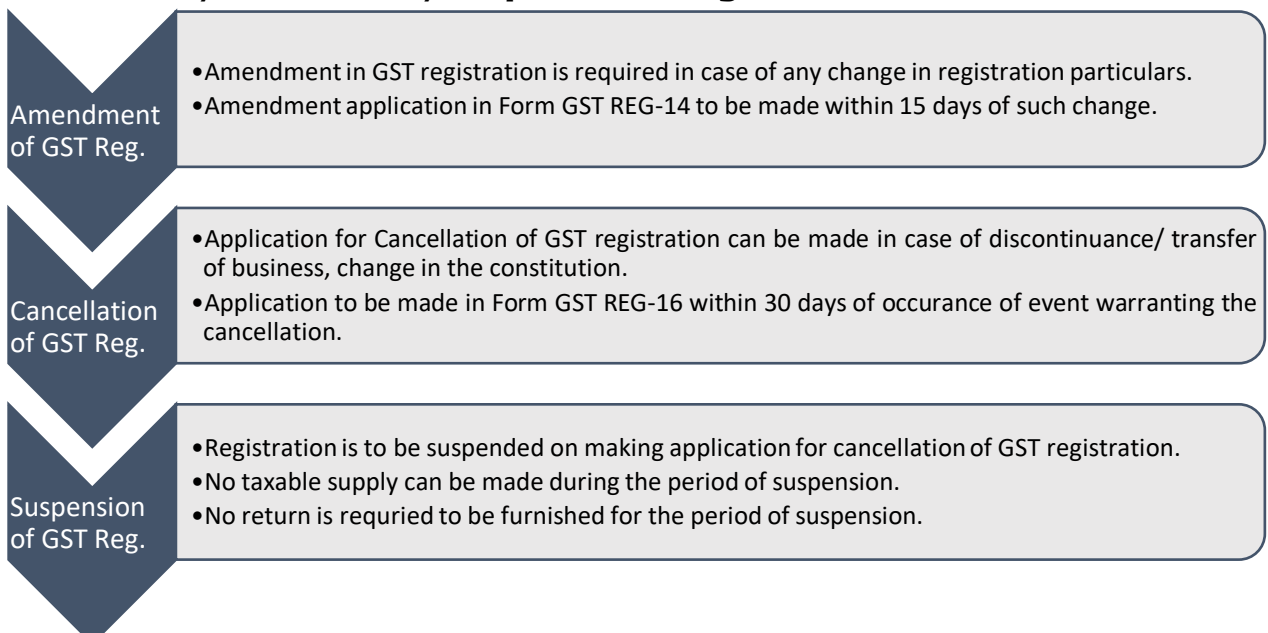 Amendment
of GST Reg.
•Amendment in GST registration is required in case of any change in registration particulars.
•Amendment application in Form GST REG-14 to be made within 15 days of such change.
Cancellation
of GST Reg.
•Application for Cancellation of GST registration can be made in case of discontinuance/ transfer
of business, change in the constitution.
•Application to be made in Form GST REG-16 within 30 days of occurance of event warranting the
cancellation.
Suspension
of GST Reg.
•Registration is to be suspended on making application for cancellation of GST registration.
•No taxable supply can be made during the period of suspension.
•No return is requried to be furnished for the period of suspension.